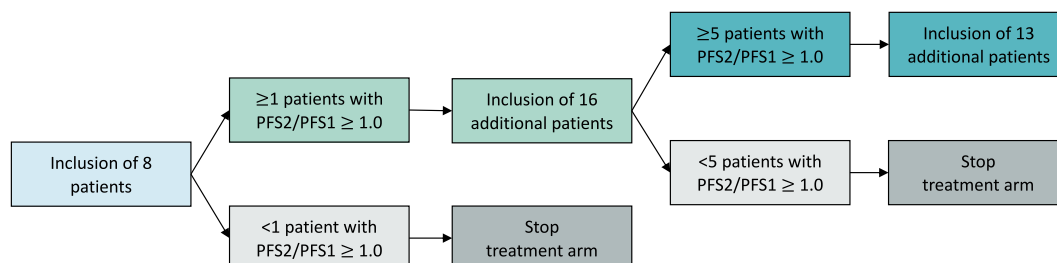 Inclusion of 8
patients
≥1 patients with
PFS2/PFS1 ≥ 1.0
<1 patient with
PFS2/PFS1 ≥ 1.0
Inclusion of 16
additional patients
Stop
treatment arm
≥5 patients with
PFS2/PFS1 ≥ 1.0
<5 patients with
PFS2/PFS1 ≥ 1.0
Inclusion of 13
additional patients
Stop
treatment arm